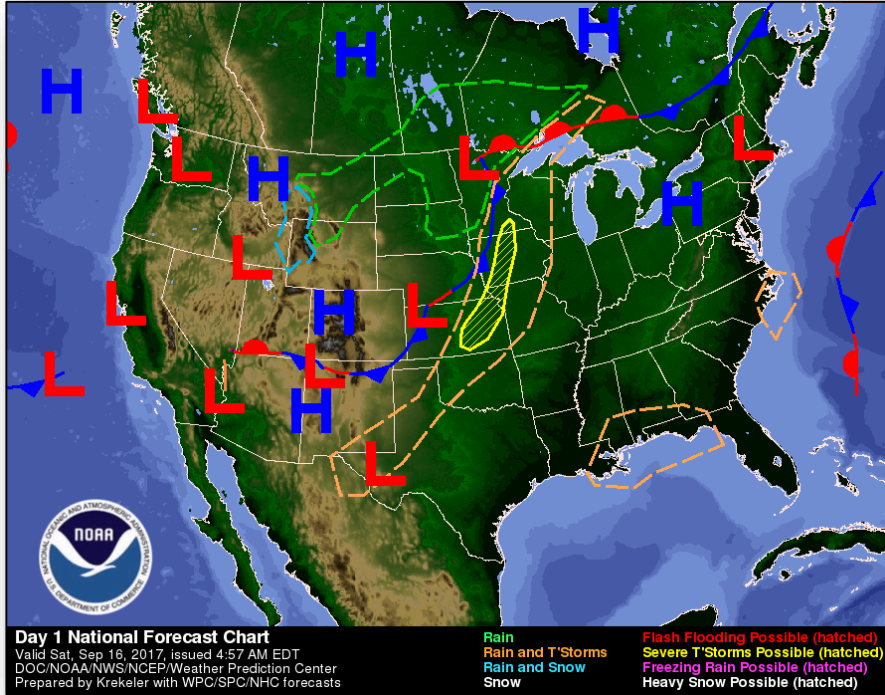 H
H
H
L
L
L
L
H
H
L
L
H
L
L
L
L
L
H
L
NOAA
NATIONAL OCEANIC AND ATMOSPHERIC ADMINISTRATION
U.S. DEPARTMENT OF COMMERCE
Day 1 National Forecast Chart
Valid Sat, Sep 16, 2017, issued 4:57 AM EDT
DOC/NOAA/NWS/NCEP/Weather Prediction Center
Prepared by Krekeler with WPC/SPC/NHC forecasts
Rain
Rain and T'Storms
Rain and Snow
Snow
Flash Flooding Possible (hatched)
Severe T'Storms Possible (hatched)
Freezing Rain Possible (hatched)
Heavy Snow Possible (hatched)